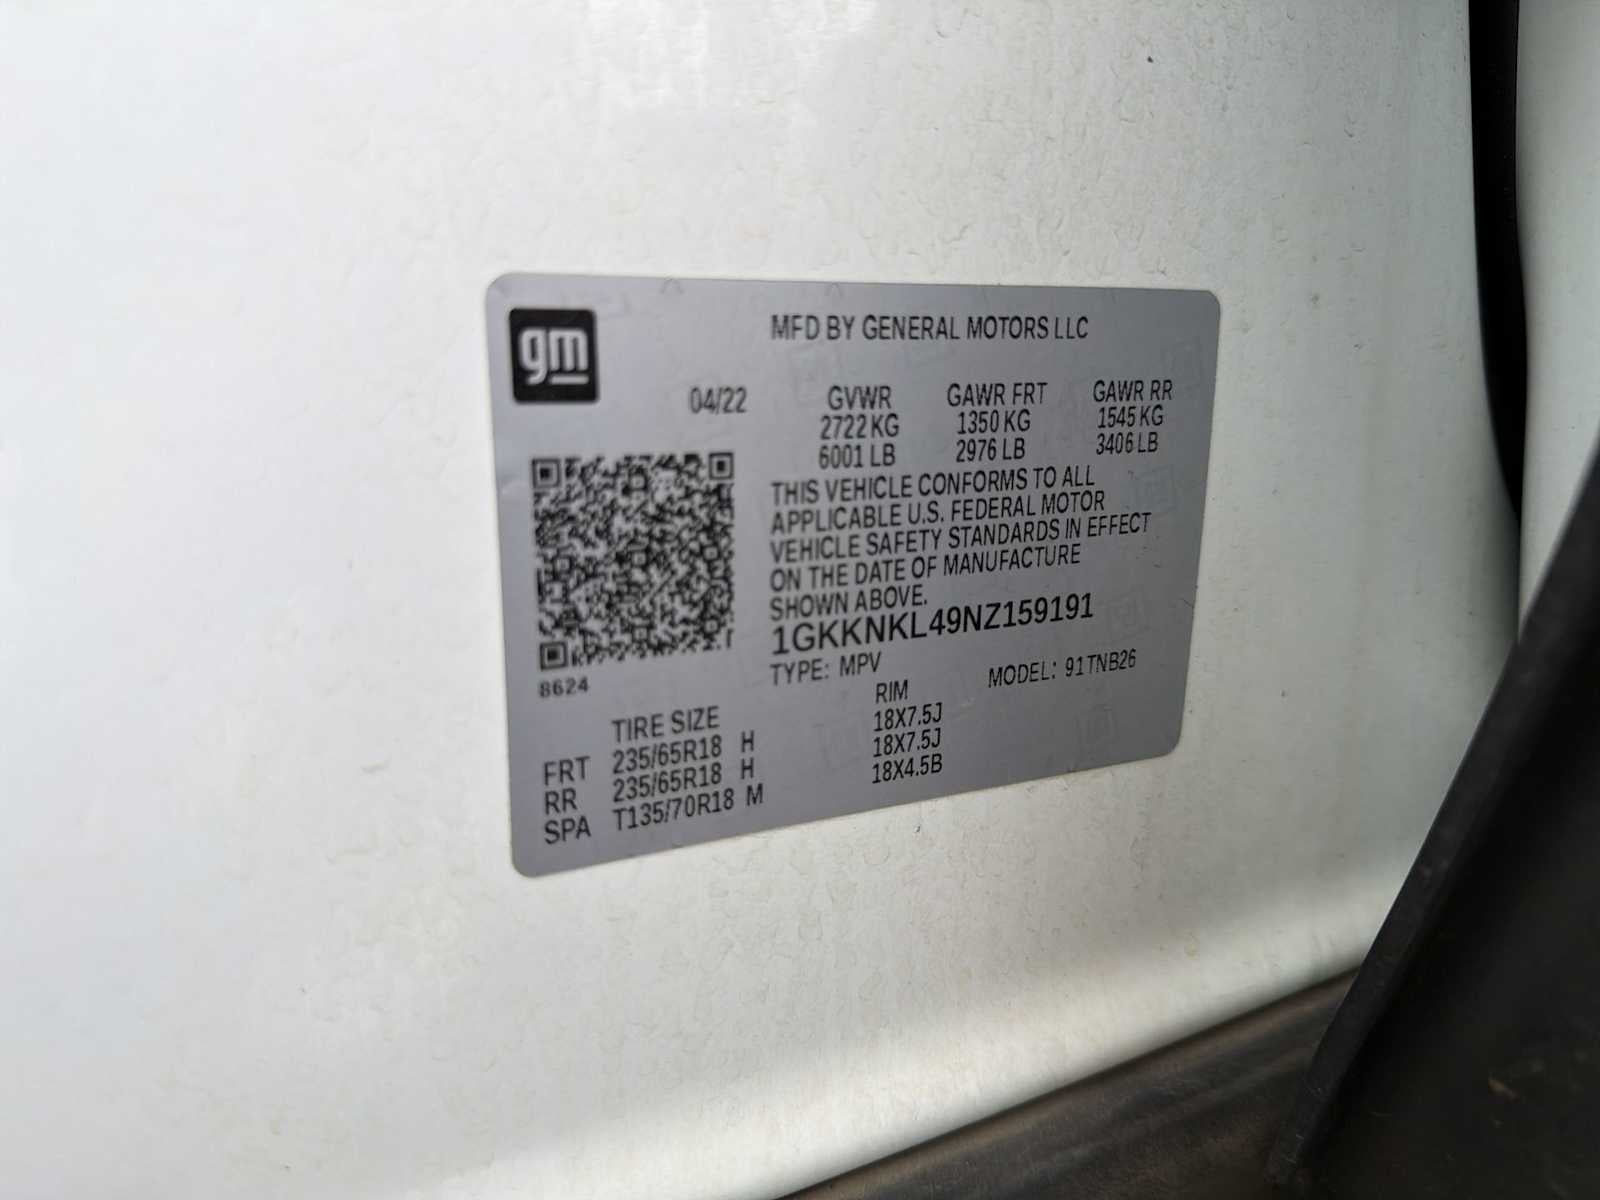 gm
MFD BY GENERAL MOTORS LLC
04/22 GVWR GAWR FRT GAWR RR
2722 KG 1350 KG 1545 KG
6001 LB 2976 LB 3406 LB
THIS VEHICLE CONFORMS TO ALL
APPLICABLE U.S. FEDERAL MOTOR
VEHICLE SAFETY STANDARDS IN EFFECT
ON THE DATE OF MANUFACTURE
SHOWN ABOVE.
1GKKNKL49NZ159191
8624
TYPE: MPV MODEL: 91TNB26
TIRE SIZE RIM
FRT 235/65R18 H 18X7.5J
RR 235/65R18 H 18X7.5J
SPA T135/70R18 M 18X4.5B